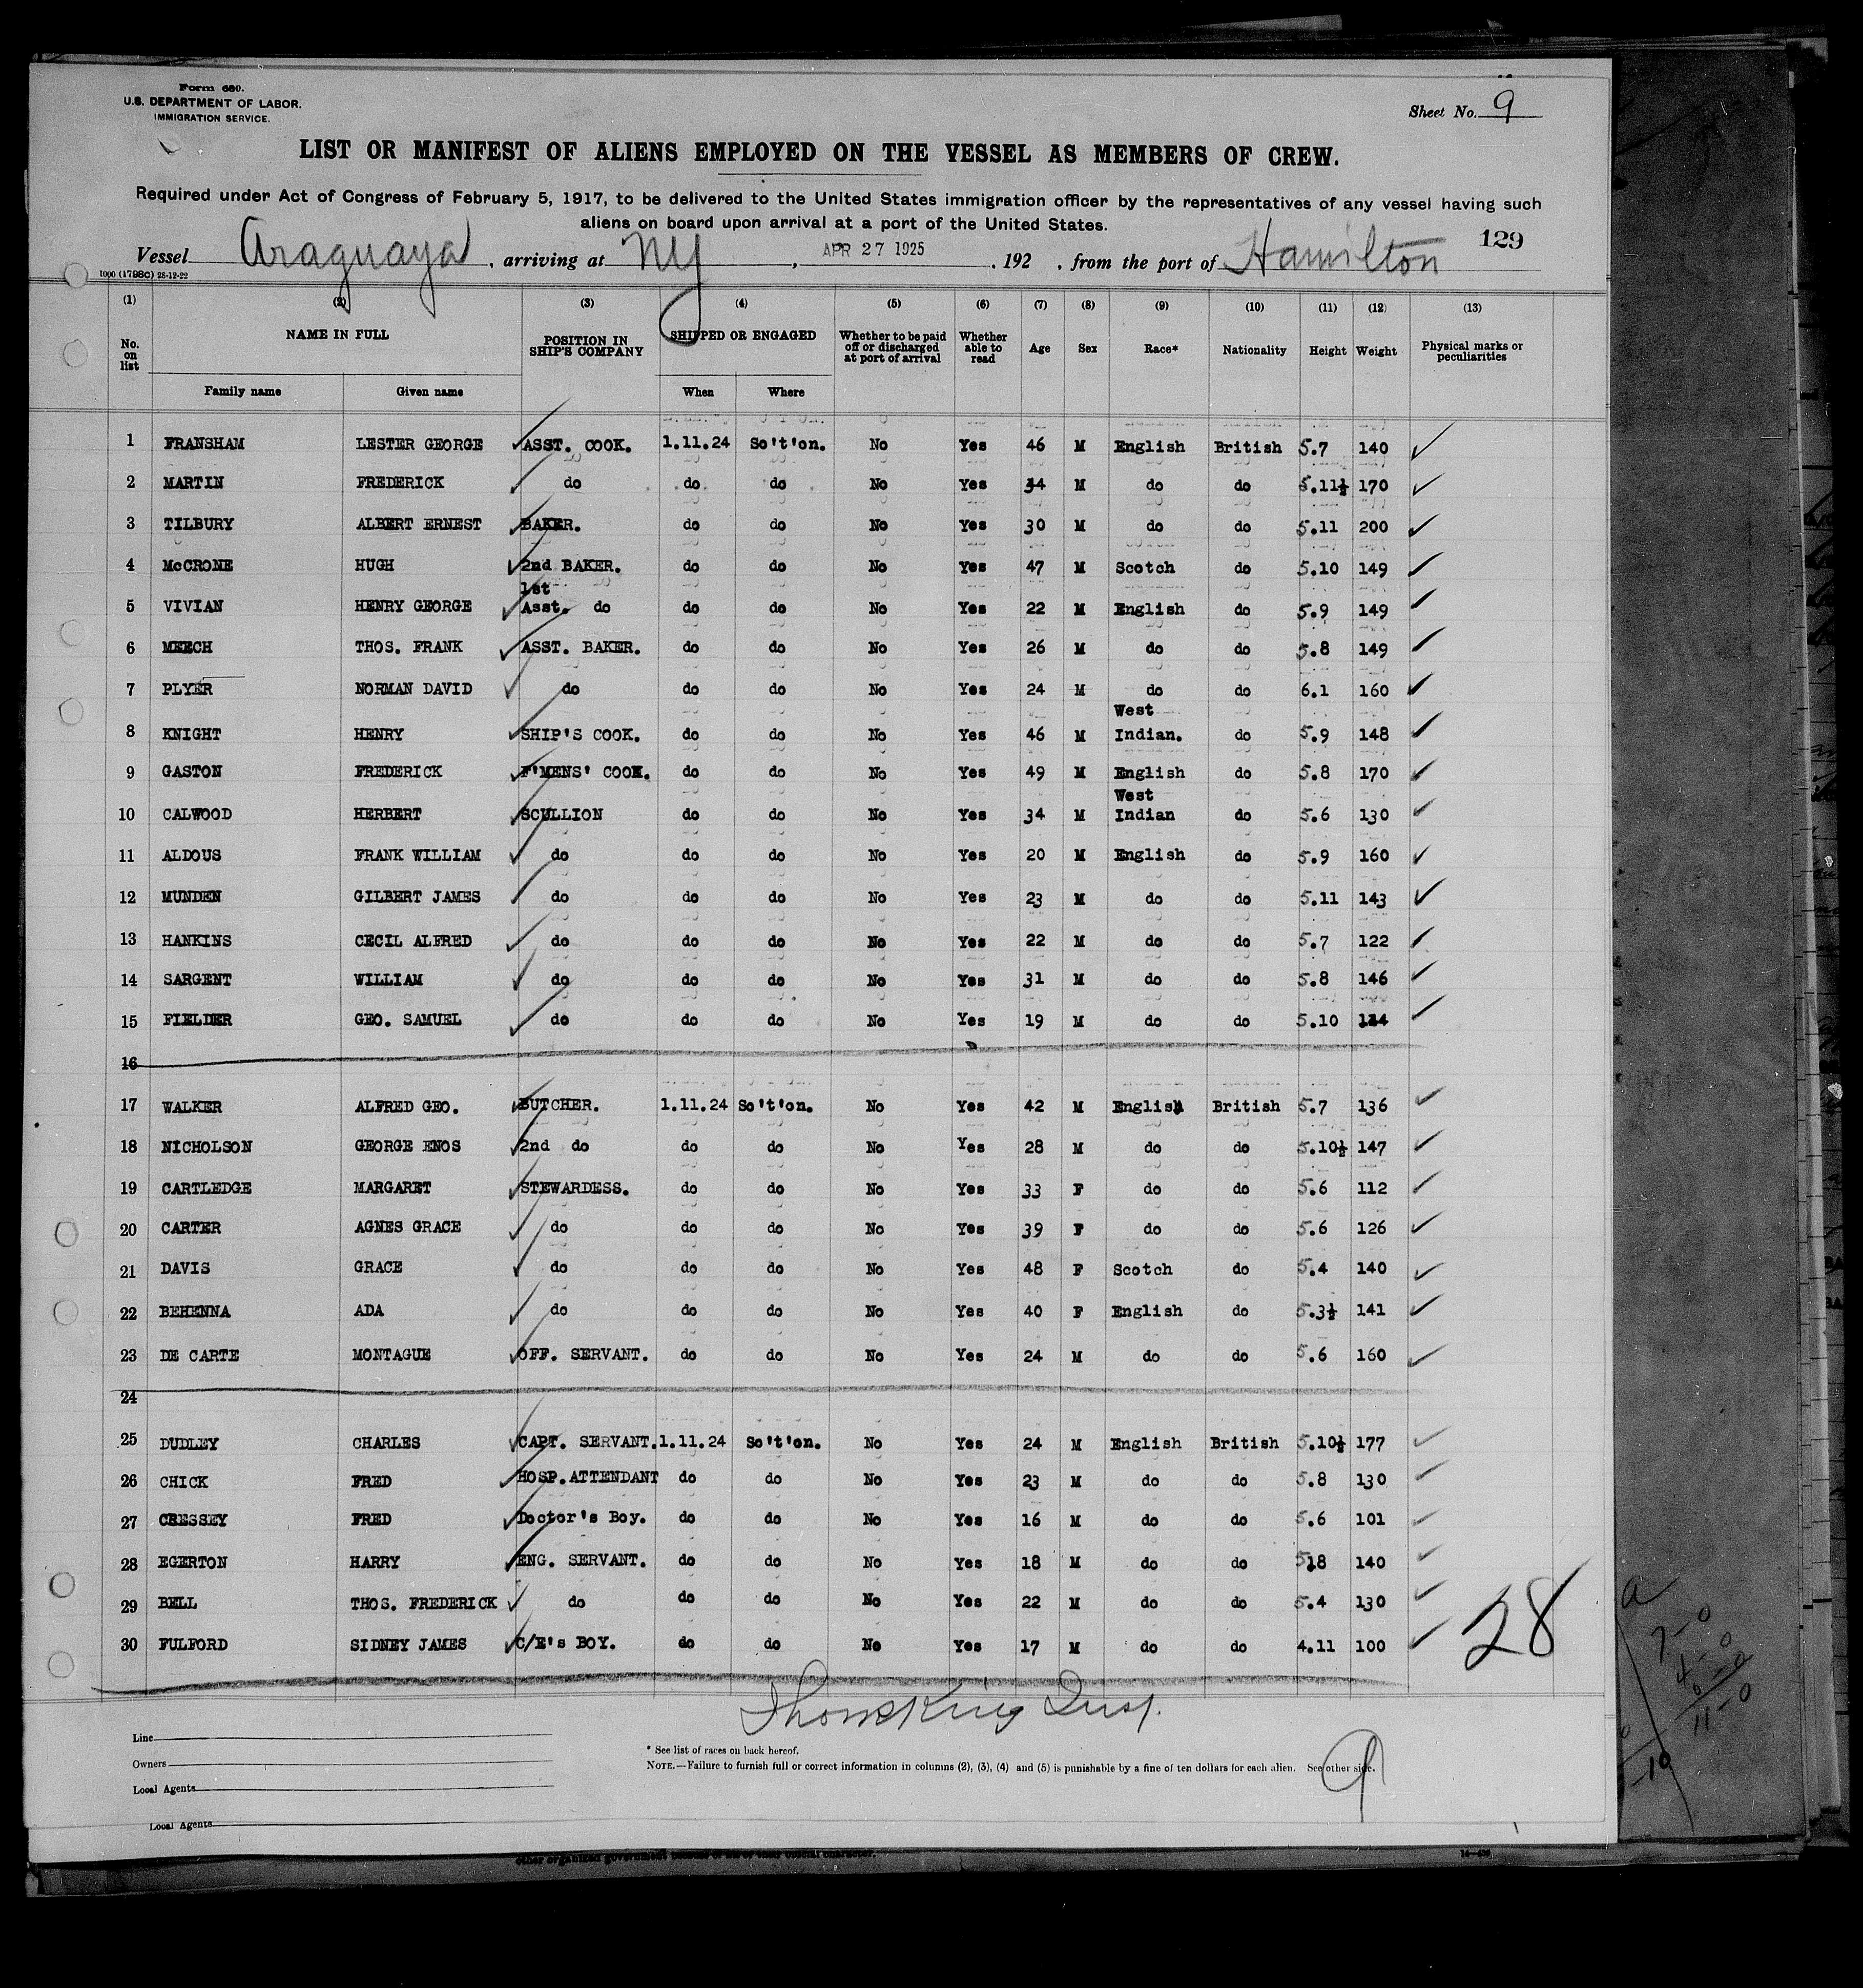 Form 680.
U.S. DEPARTMENT OF LABOR.
IMMIGRATION SERVICE.
Sheet No. 9
LIST OR MANIFEST OF ALIENS EMPLOYED ON THE VESSEL AS MEMBERS OF CREW.
Required under Act of Congress of February 5, 1917, to be delivered to the United States immigration officer by the representatives of any vessel having such
aliens on board upon arrival at a port of the United States.
129
Vessel Araguaya, arriving at NY, APR 27 1925, 192 , from the port of Hamilton
1000 (1798C) 28-12-22
(1) (2) (3) (4) (5) (6) (7) (8) (9) (10) (11) (12) (13)
No. on list NAME IN FULL POSITION IN SHIP'S COMPANY SHIPPED OR ENGAGED Whether to be paid off or discharged at port of arrival Whether able to read Age Sex Race* Nationality Height Weight Physical marks or peculiarities
Family name Given name When Where
1 FRANSHAM LESTER GEORGE ASST. COOK. 1.11.24 So't'on. No Yes 46 M English British 5.7 140
2 MARTIN FREDERICK do do do No Yes 34 M do do 5.11½ 170
3 TILBURY ALBERT ERNEST BAKER. do do No Yes 30 M do do 5.11 200
4 McCRONE HUGH 2nd BAKER. do do No Yes 47 M Scotch do 5.10 149
5 VIVIAN HENRY GEORGE 1st Asst. do do do No Yes 22 M English do 5.9 149
6 MEECH THOS. FRANK ASST. BAKER. do do No Yes 26 M do do 5.8 149
7 PLYER NORMAN DAVID do do do No Yes 24 M do do 6.1 160
8 KNIGHT HENRY SHIP'S COOK. do do No Yes 46 M West Indian. do 5.9 148
9 GASTON FREDERICK F'MENS' COOK. do do No Yes 49 M English do 5.8 170
10 CALWOOD HERBERT SCULLION do do No Yes 34 M West Indian do 5.6 130
11 ALDOUS FRANK WILLIAM do do do No Yes 20 M English do 5.9 160
12 MUNDEN GILBERT JAMES do do do No Yes 23 M do do 5.11 143
13 HANKINS CECIL ALFRED do do do No Yes 22 M do do 5.7 122
14 SARGENT WILLIAM do do do No Yes 31 M do do 5.8 146
15 FIELDER GEO. SAMUEL do do do No Yes 19 M do do 5.10
16
17 WALKER ALFRED GEO. BUTCHER. 1.11.24 So't'on. No Yes 42 M English British 5.7 136
18 NICHOLSON GEORGE ENOS 2nd do do do No Yes 28 M do do 5.10½ 147
19 CARTLEDGE MARGARET STEWARDESS. do do No Yes 33 F do do 5.6 112
20 CARTER AGNES GRACE do do do No Yes 39 F do do 5.6 126
21 DAVIS GRACE do do do No Yes 48 F Scotch do 5.4 140
22 BEHENNA ADA do do do No Yes 40 F English do 5.3½ 141
23 DE CARTE MONTAGUE OFF. SERVANT. do do No Yes 24 M do do 5.6 160
24
25 DUDLEY CHARLES CAPT. SERVANT. 1.11.24 So't'on. No Yes 24 M English British 5.10½ 177
26 CHICK FRED HOSP. ATTENDANT do do No Yes 23 M do do 5.8 130
27 CRESSEY FRED Doctor's Boy. do do No Yes 16 M do do 5.6 101
28 EGERTON HARRY ENG. SERVANT. do do No Yes 18 M do do 5.8 140
29 BELL THOS. FREDERICK do do do No Yes 22 M do do 5.4 130
30 FULFORD SIDNEY JAMES C/E's BOY. do do No Yes 17 M do do 4.11 100
28
Line
Owners
Local Agents
Local Agents
* See list of races on back hereof.
NOTE.—Failure to furnish full or correct information in columns (2), (3), (4) and (5) is punishable by a fine of ten dollars for each alien. See other side.
9